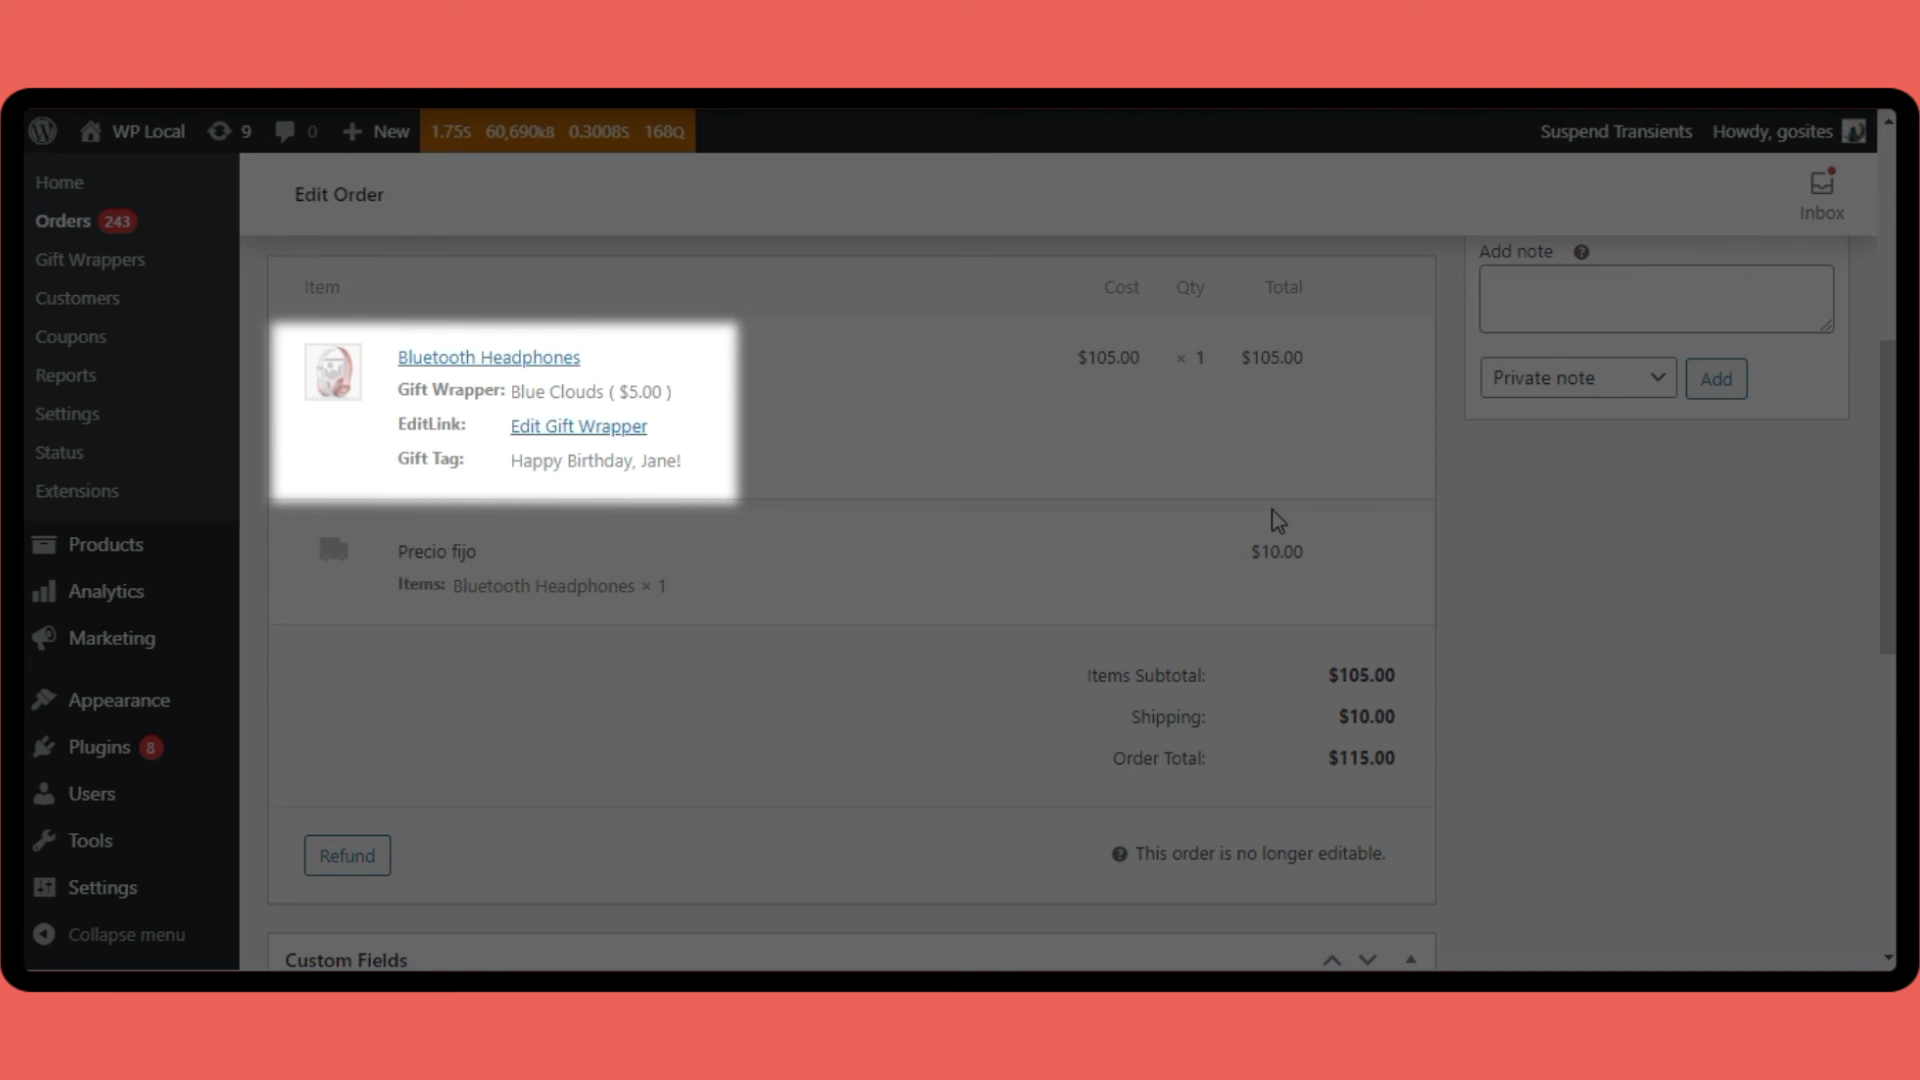 WP Local 9 0 New 1.75s 60,690kB 0.3008s 168Q Suspend Transients Howdy, gosites
Home
Orders 243
Gift Wrappers
Customers
Coupons
Reports
Settings
Status
Extensions
Products
Analytics
Marketing
Appearance
Plugins 8
Users
Tools
Settings
Collapse menu
Edit Order
Inbox
Item Cost Qty Total
Bluetooth Headphones $105.00 × 1 $105.00
Gift Wrapper: Blue Clouds ( $5.00 )
EditLink: Edit Gift Wrapper
Gift Tag: Happy Birthday, Jane!
Precio fijo $10.00
Items: Bluetooth Headphones × 1
Items Subtotal: $105.00
Shipping: $10.00
Order Total: $115.00
Refund This order is no longer editable.
Custom Fields
Add note
Private note Add